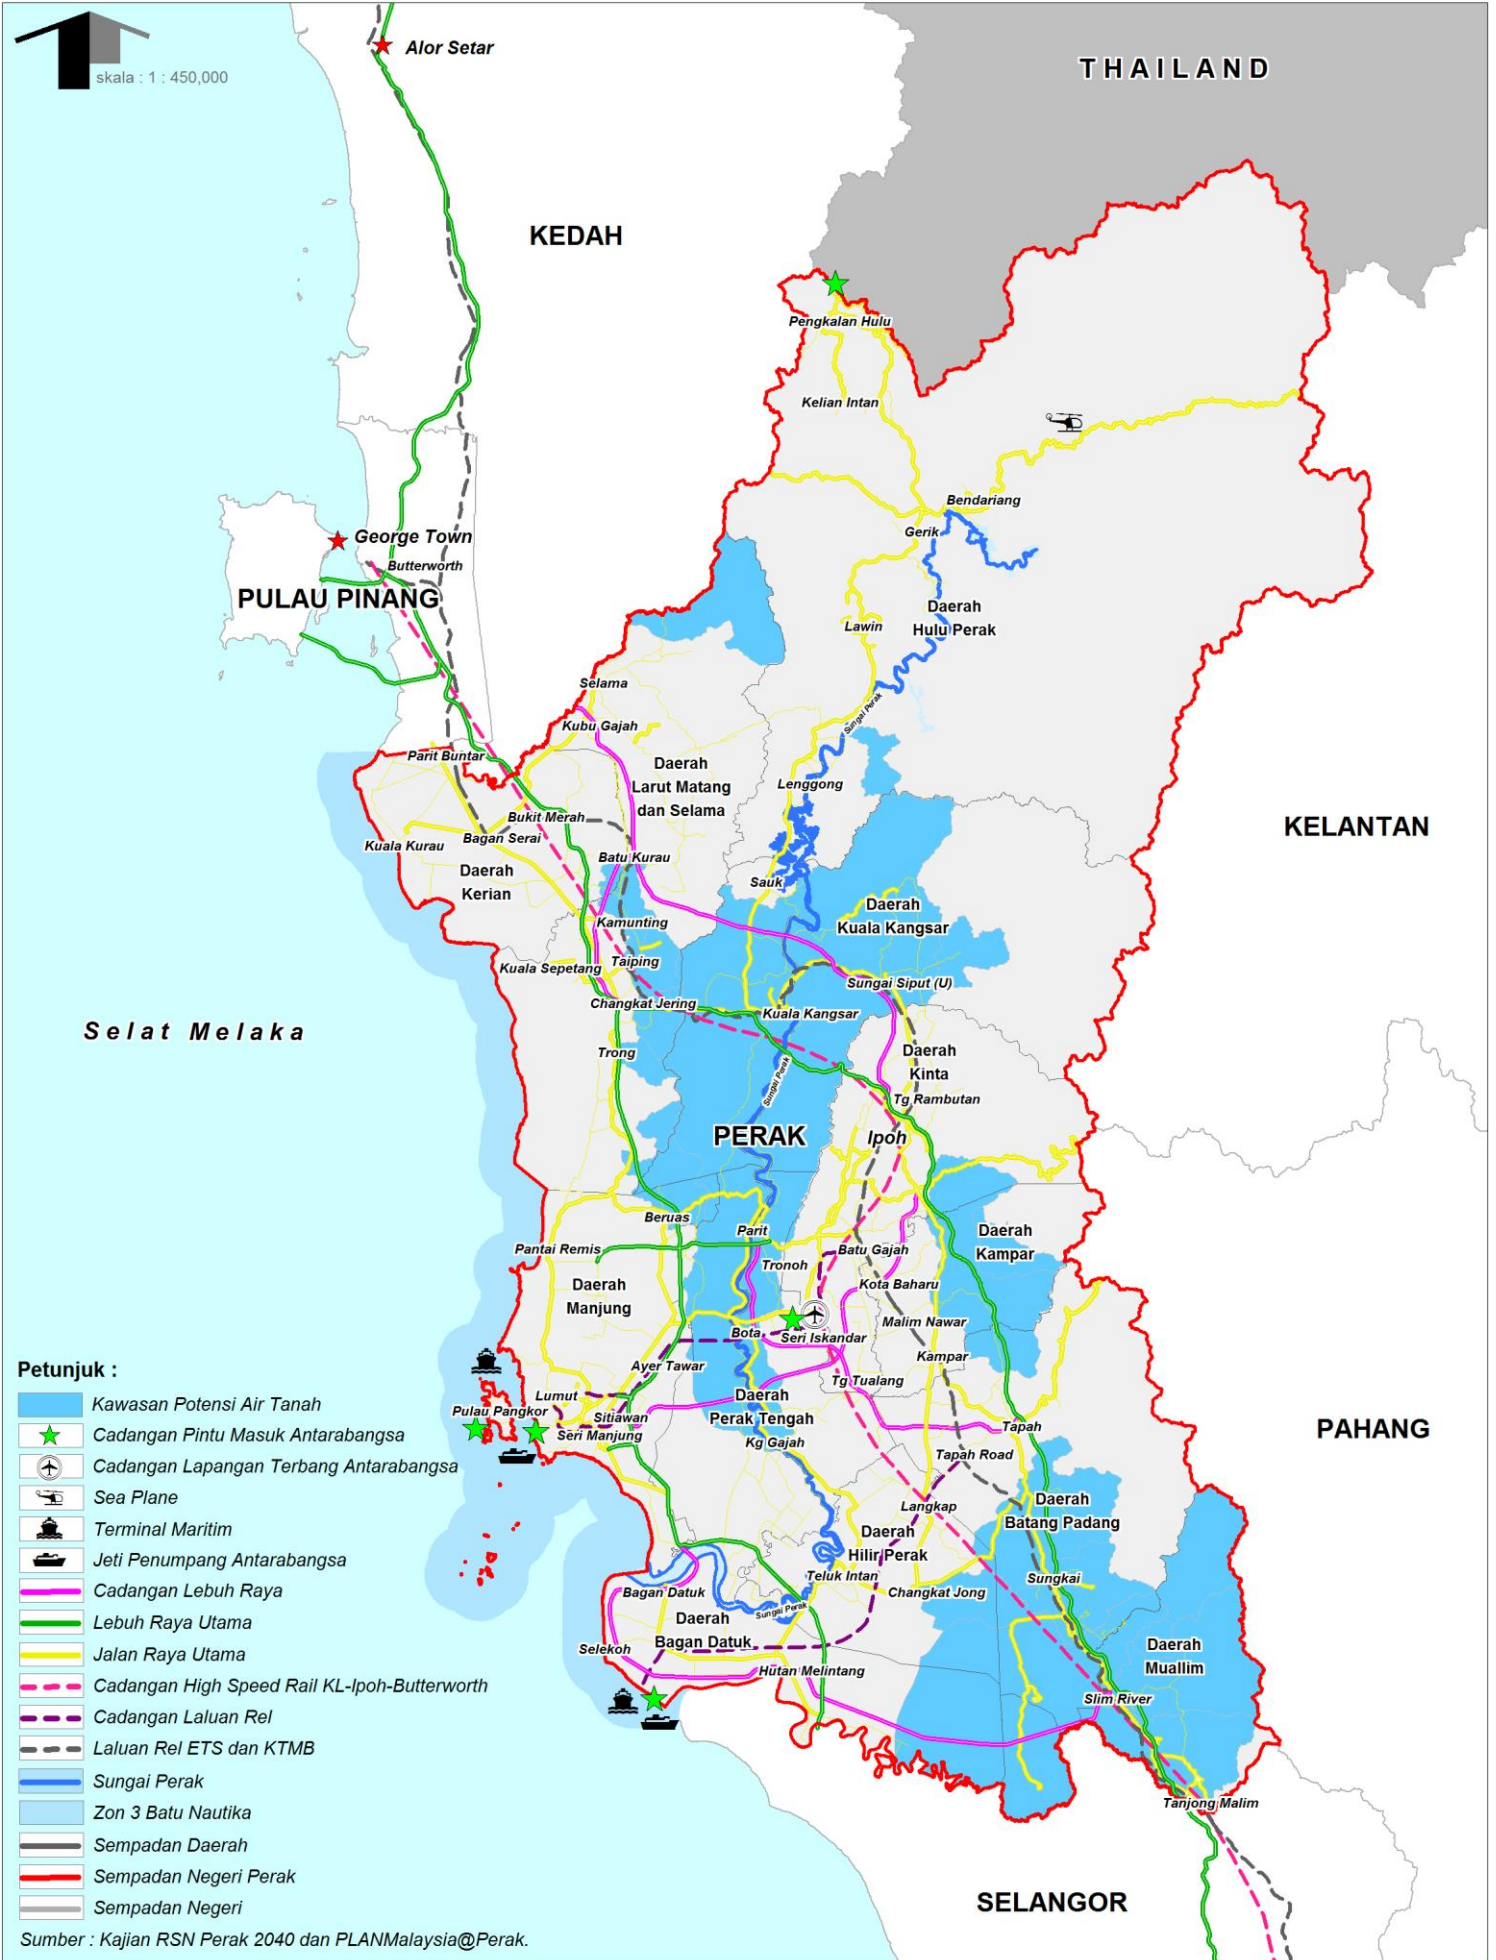 skala : 1 : 450,000
Alor Setar
THAILAND
KEDAH
Pengkalan Hulu
Kelian Intan
Bendariang
Gerik
George Town
Butterworth
PULAU PINANG
Daerah
Hulu Perak
Lawin
Selama
Sungai Perak
Kubu Gajah
Parit Buntar
Daerah
Larut Matang
dan Selama
Lenggong
Bukit Merah
Bagan Serai
Kuala Kurau
KELANTAN
Batu Kurau
Daerah
Kerian
Sauk
Daerah
Kuala Kangsar
Kamunting
Taiping
Kuala Sepetang
Sungai Siput (U)
Changkat Jering
Kuala Kangsar
Selat Melaka
Trong
Daerah
Kinta
Sungai Perak
Tg Rambutan
PERAK
Ipoh
Beruas
Parit
Daerah
Kampar
Pantai Remis
Batu Gajah
Tronoh
Daerah
Manjung
Kota Baharu
Malim Nawar
Bota
Seri Iskandar
Kampar
Ayer Tawar
Tg Tualang
Lumut
Daerah
Perak Tengah
Pulau Pangkor
Sitiawan
Seri Manjung
Tapah
PAHANG
Kg Gajah
Tapah Road
Langkap
Daerah
Batang Padang
Daerah
Hilir Perak
Teluk Intan
Sungkai
Bagan Datuk
Changkat Jong
Sungai Perak
Daerah
Bagan Datuk
Selekoh
Daerah
Muallim
Hutan Melintang
Slim River
Tanjong Malim
SELANGOR
Petunjuk :
Kawasan Potensi Air Tanah
Cadangan Pintu Masuk Antarabangsa
Cadangan Lapangan Terbang Antarabangsa
Sea Plane
Terminal Maritim
Jeti Penumpang Antarabangsa
Cadangan Lebuh Raya
Lebuh Raya Utama
Jalan Raya Utama
Cadangan High Speed Rail KL-Ipoh-Butterworth
Cadangan Laluan Rel
Laluan Rel ETS dan KTMB
Sungai Perak
Zon 3 Batu Nautika
Sempadan Daerah
Sempadan Negeri Perak
Sempadan Negeri
Sumber : Kajian RSN Perak 2040 dan PLANMalaysia@Perak.